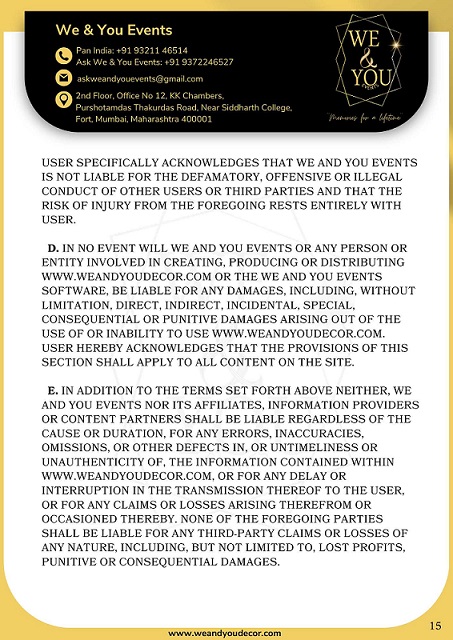 We & You Events
Pan India: +91 93211 46514
Ask We & You Events: +91 9372246527
askweandyouevents@gmail.com
2nd Floor, Office No 12, KK Chambers,
Purshotamdas Thakurdas Road, Near Siddharth College,
Fort, Mumbai, Maharashtra 400001
WE
&
YOU
EVENTS
Memories for a lifetime
USER SPECIFICALLY ACKNOWLEDGES THAT WE AND YOU EVENTS
IS NOT LIABLE FOR THE DEFAMATORY, OFFENSIVE OR ILLEGAL
CONDUCT OF OTHER USERS OR THIRD PARTIES AND THAT THE
RISK OF INJURY FROM THE FOREGOING RESTS ENTIRELY WITH
USER.
D. IN NO EVENT WILL WE AND YOU EVENTS OR ANY PERSON OR
ENTITY INVOLVED IN CREATING, PRODUCING OR DISTRIBUTING
WWW.WEANDYOUDECOR.COM OR THE WE AND YOU EVENTS
SOFTWARE, BE LIABLE FOR ANY DAMAGES, INCLUDING, WITHOUT
LIMITATION, DIRECT, INDIRECT, INCIDENTAL, SPECIAL,
CONSEQUENTIAL OR PUNITIVE DAMAGES ARISING OUT OF THE
USE OF OR INABILITY TO USE WWW.WEANDYOUDECOR.COM.
USER HEREBY ACKNOWLEDGES THAT THE PROVISIONS OF THIS
SECTION SHALL APPLY TO ALL CONTENT ON THE SITE.
E. IN ADDITION TO THE TERMS SET FORTH ABOVE NEITHER, WE
AND YOU EVENTS NOR ITS AFFILIATES, INFORMATION PROVIDERS
OR CONTENT PARTNERS SHALL BE LIABLE REGARDLESS OF THE
CAUSE OR DURATION, FOR ANY ERRORS, INACCURACIES,
OMISSIONS, OR OTHER DEFECTS IN, OR UNTIMELINESS OR
UNAUTHENTICITY OF, THE INFORMATION CONTAINED WITHIN
WWW.WEANDYOUDECOR.COM, OR FOR ANY DELAY OR
INTERRUPTION IN THE TRANSMISSION THEREOF TO THE USER,
OR FOR ANY CLAIMS OR LOSSES ARISING THEREFROM OR
OCCASIONED THEREBY. NONE OF THE FOREGOING PARTIES
SHALL BE LIABLE FOR ANY THIRD-PARTY CLAIMS OR LOSSES OF
ANY NATURE, INCLUDING, BUT NOT LIMITED TO, LOST PROFITS,
PUNITIVE OR CONSEQUENTIAL DAMAGES.
15
www.weandyoudecor.com